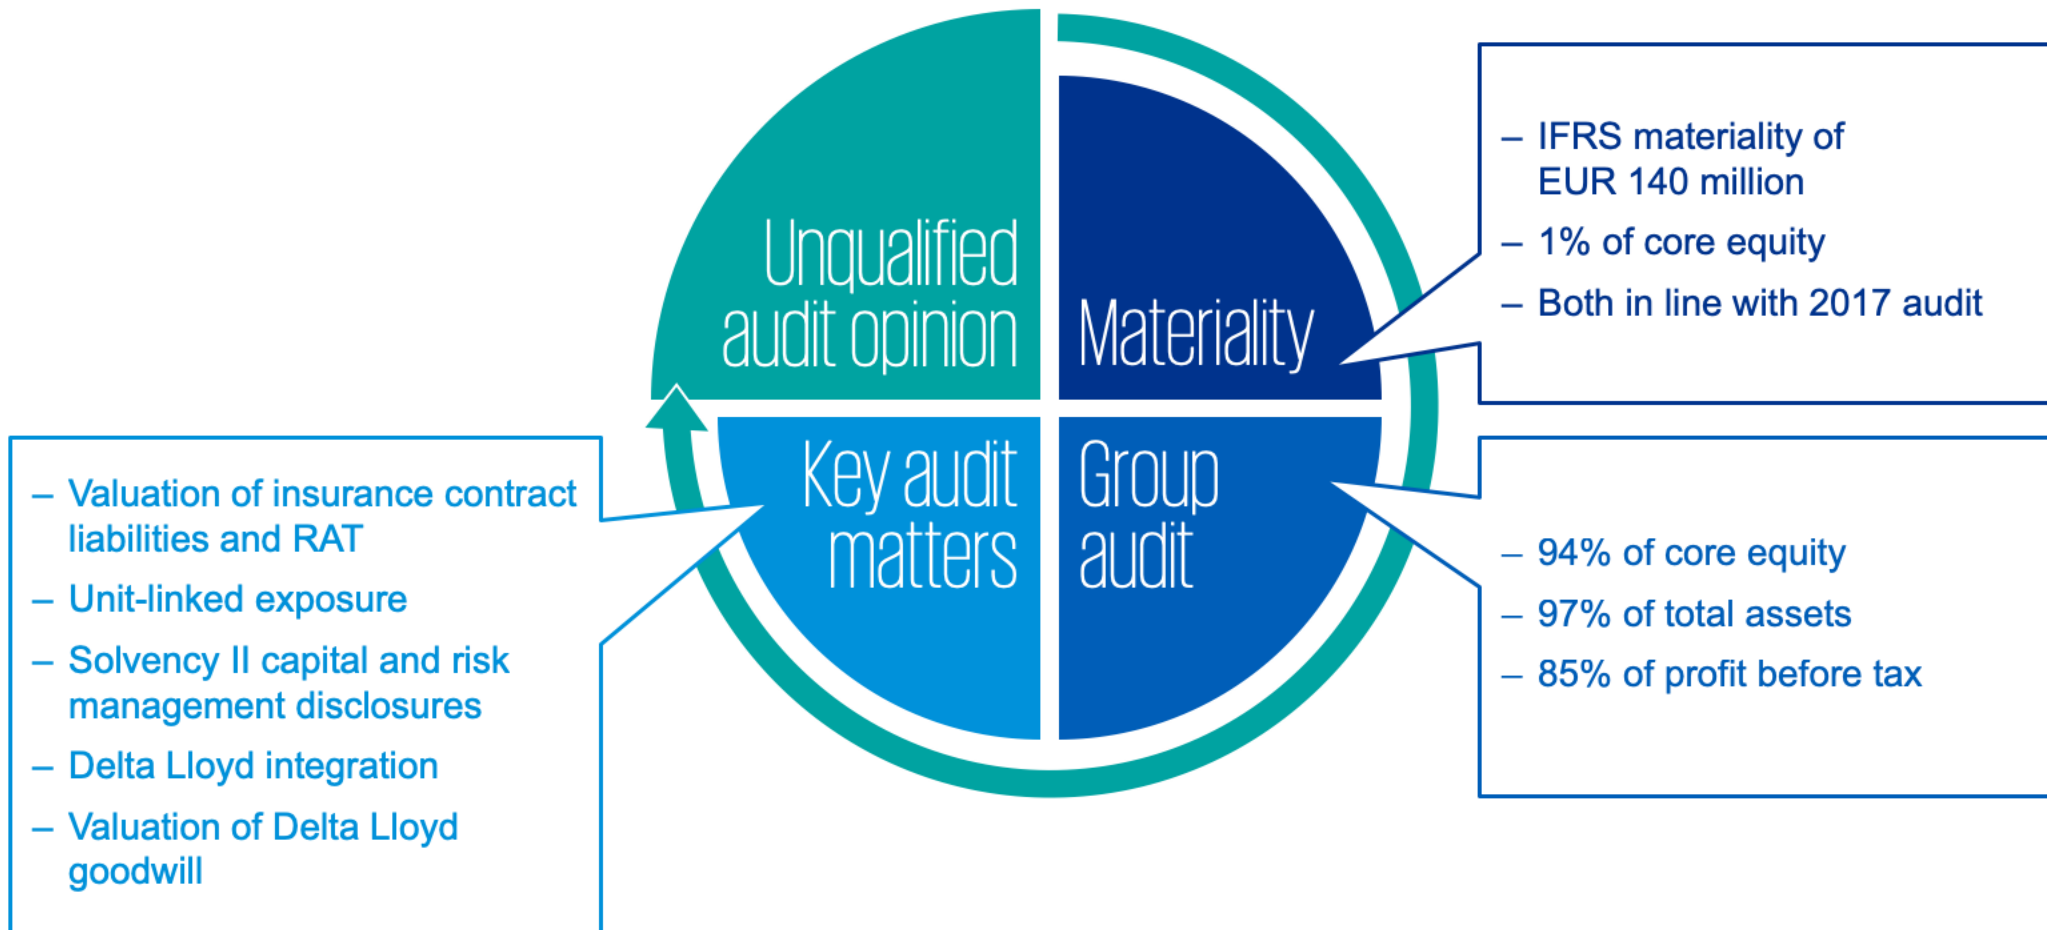 Unqualified
audit opinion
Materiality
– IFRS materiality of
EUR 140 million
– 1% of core equity
– Both in line with 2017 audit
Key audit
matters
Group
audit
– Valuation of insurance contract
liabilities and RAT
– Unit-linked exposure
– Solvency II capital and risk
management disclosures
– Delta Lloyd integration
– Valuation of Delta Lloyd
goodwill
– 94% of core equity
– 97% of total assets
– 85% of profit before tax